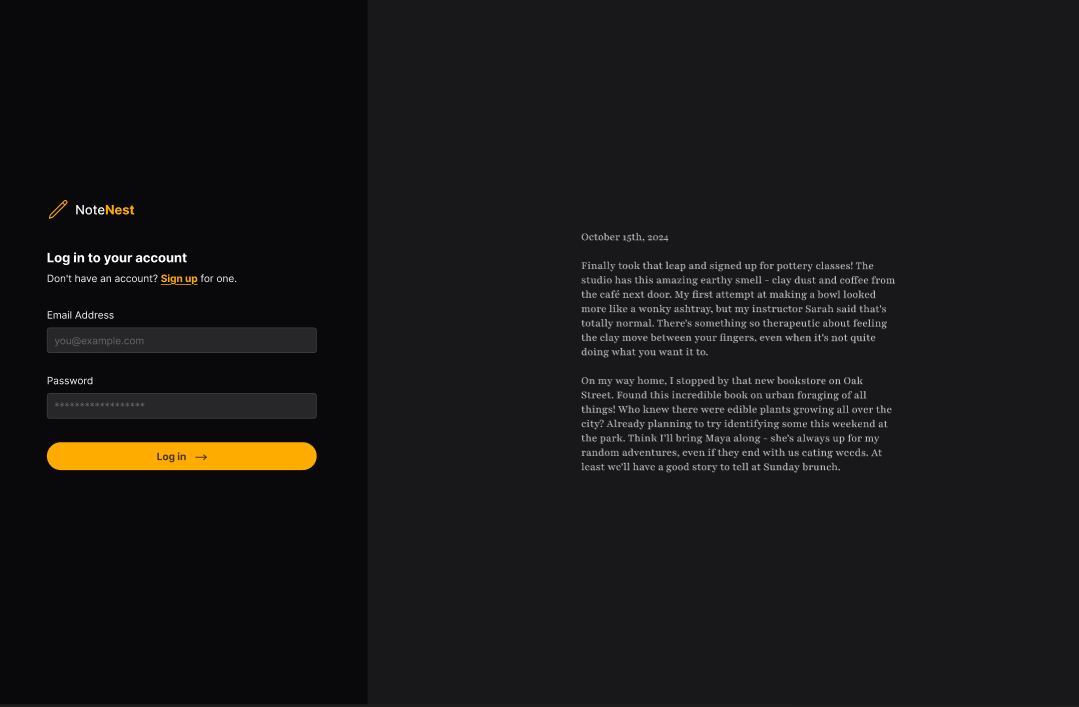 NoteNest
Log in to your account
Don't have an account? Sign up for one.
Email Address
you@example.com
Password
******************
Log in →
October 15th, 2024
Finally took that leap and signed up for pottery classes! The
studio has this amazing earthy smell - clay dust and coffee from
the café next door. My first attempt at making a bowl looked
more like a wonky ashtray, but my instructor Sarah said that's
totally normal. There's something so therapeutic about feeling
the clay move between your fingers, even when it's not quite
doing what you want it to.
On my way home, I stopped by that new bookstore on Oak
Street. Found this incredible book on urban foraging of all
things! Who knew there were edible plants growing all over the
city? Already planning to try identifying some this weekend at
the park. Think I'll bring Maya along - she's always up for my
random adventures, even if they end with us eating weeds. At
least we'll have a good story to tell at Sunday brunch.